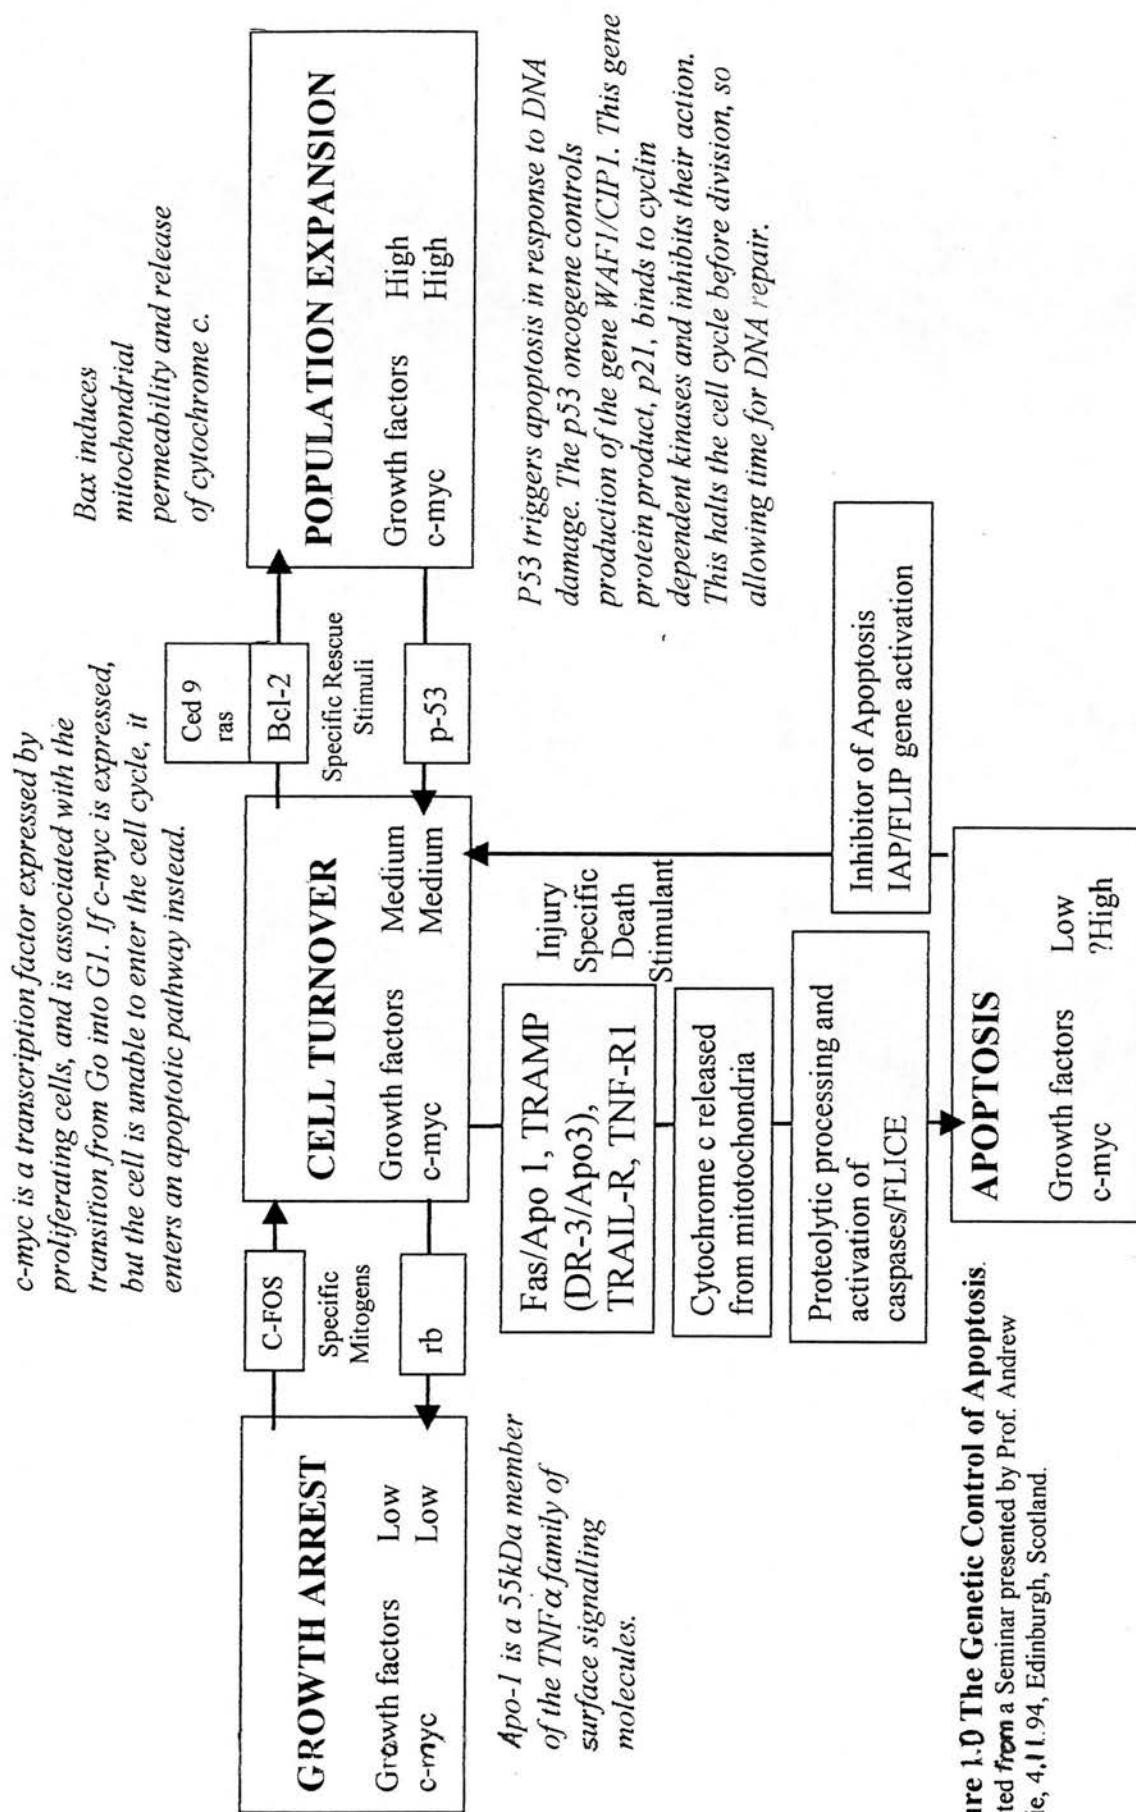 c-myc is a transcription factor expressed by
proliferating cells, and is associated with the
transition from Go into G1. If c-myc is expressed,
but the cell is unable to enter the cell cycle, it
enters an apoptotic pathway instead.
Bax induces
mitochondrial
permeability and release
of cytochrome c.
GROWTH ARREST
Growth factors Low
c-myc Low
C-FOS
Specific
Mitogens
rb
CELL TURNOVER
Growth factors Medium
c-myc Medium
Ced 9
ras
Bcl-2
Specific Rescue
Stimuli
p-53
POPULATION EXPANSION
Growth factors High
c-myc High
Apo-1 is a 55kDa member
of the TNFα family of
surface signalling
molecules.
Fas/Apo 1, TRAMP
(DR-3/Apo3),
TRAIL-R, TNF-R1
Injury
Specific
Death
Stimulant
Cytochrome c released
from mitotochondria
Proteolytic processing and
activation of
caspases/FLICE
P53 triggers apoptosis in response to DNA
damage. The p53 oncogene controls
production of the gene WAF1/CIP1. This gene
protein product, p21, binds to cyclin
dependent kinases and inhibits their action.
This halts the cell cycle before division, so
allowing time for DNA repair.
Inhibitor of Apoptosis
IAP/FLIP gene activation
APOPTOSIS
Growth factors Low
c-myc ?High
ure 1.0 The Genetic Control of Apoptosis.
ted from a Seminar presented by Prof. Andrew
ie, 4.11.94, Edinburgh, Scotland.